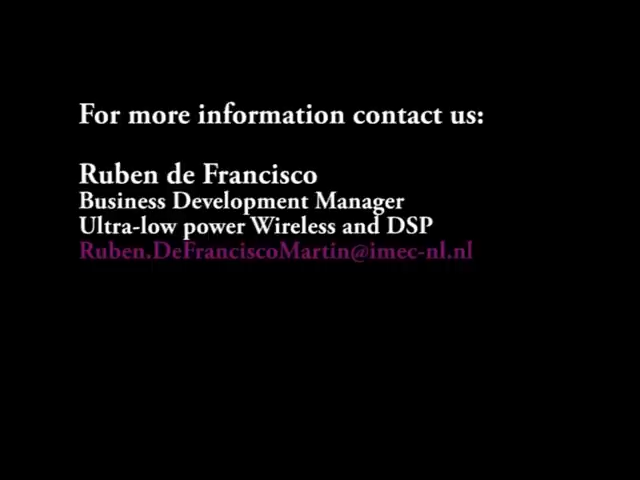 For more information contact us:
Ruben de Francisco
Business Development Manager
Ultra-low power Wireless and DSP
Ruben.DeFranciscoMartin@imec-nl.nl